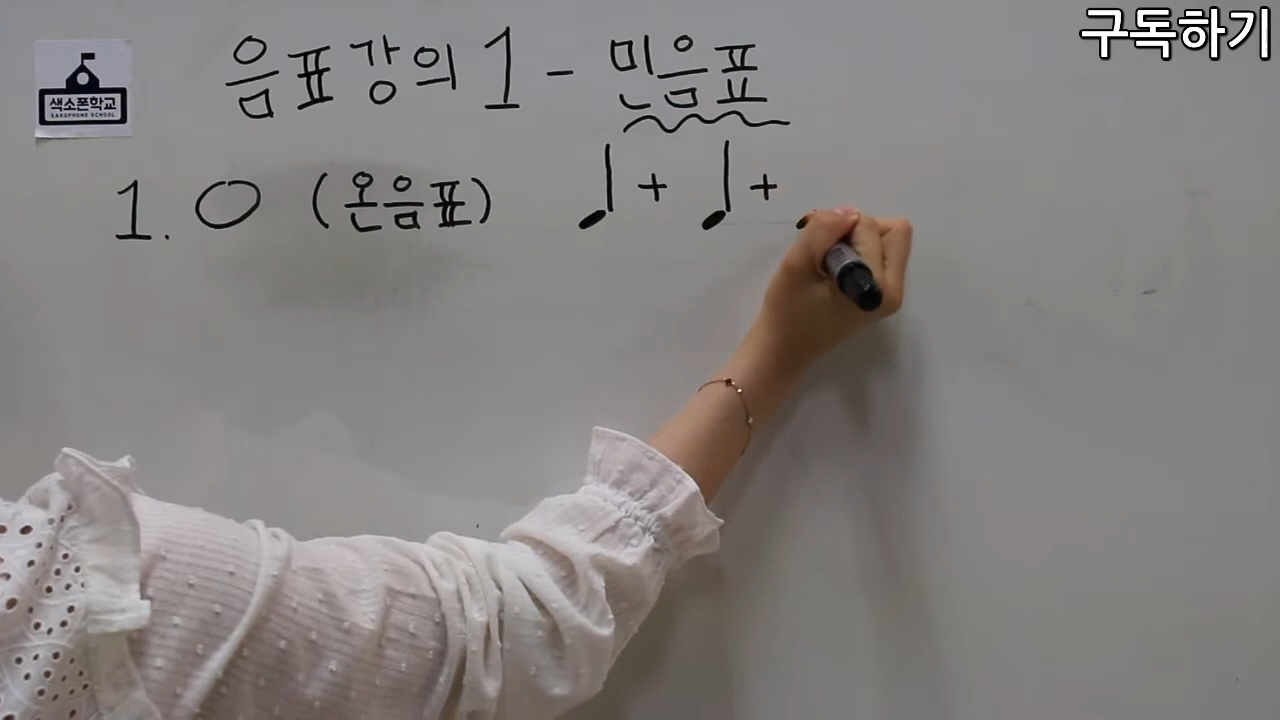 구독하기
색소폰학교
SAXOPHONE SCHOOL
음표강의 1 - 민음표
1. O (온음표) ♩ + ♩ +